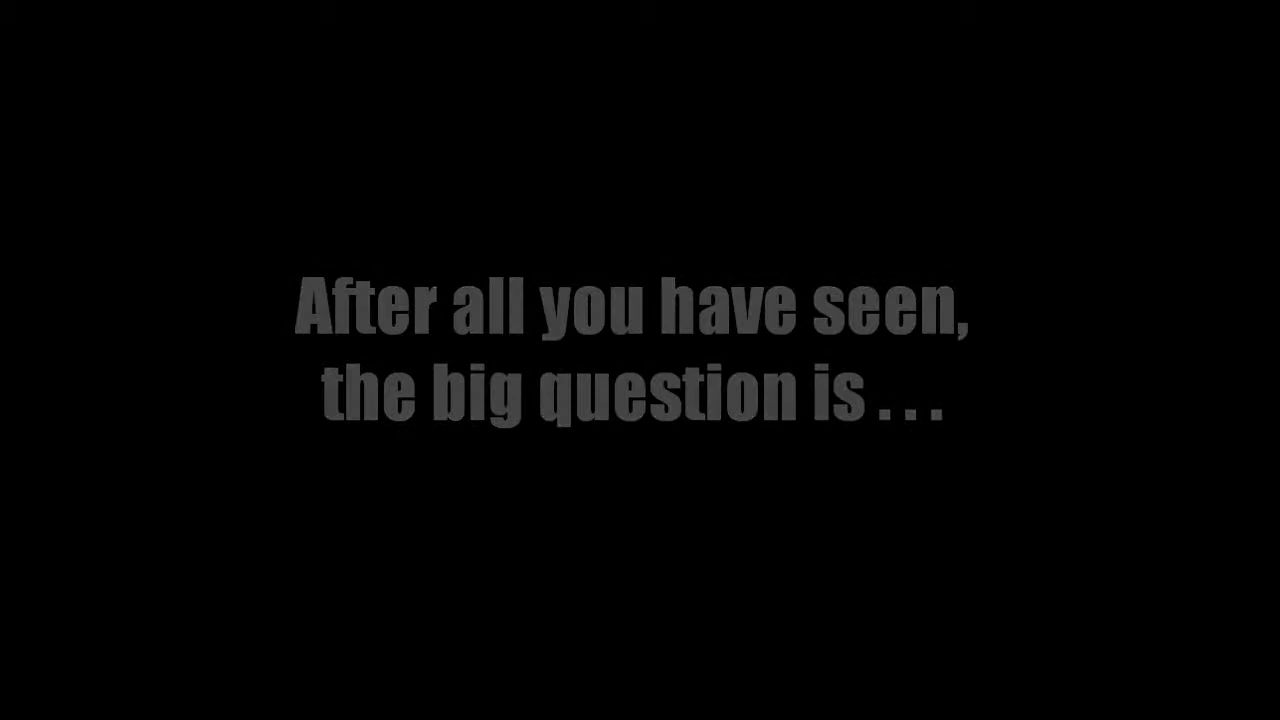 After all you have seen,
the big question is . . .